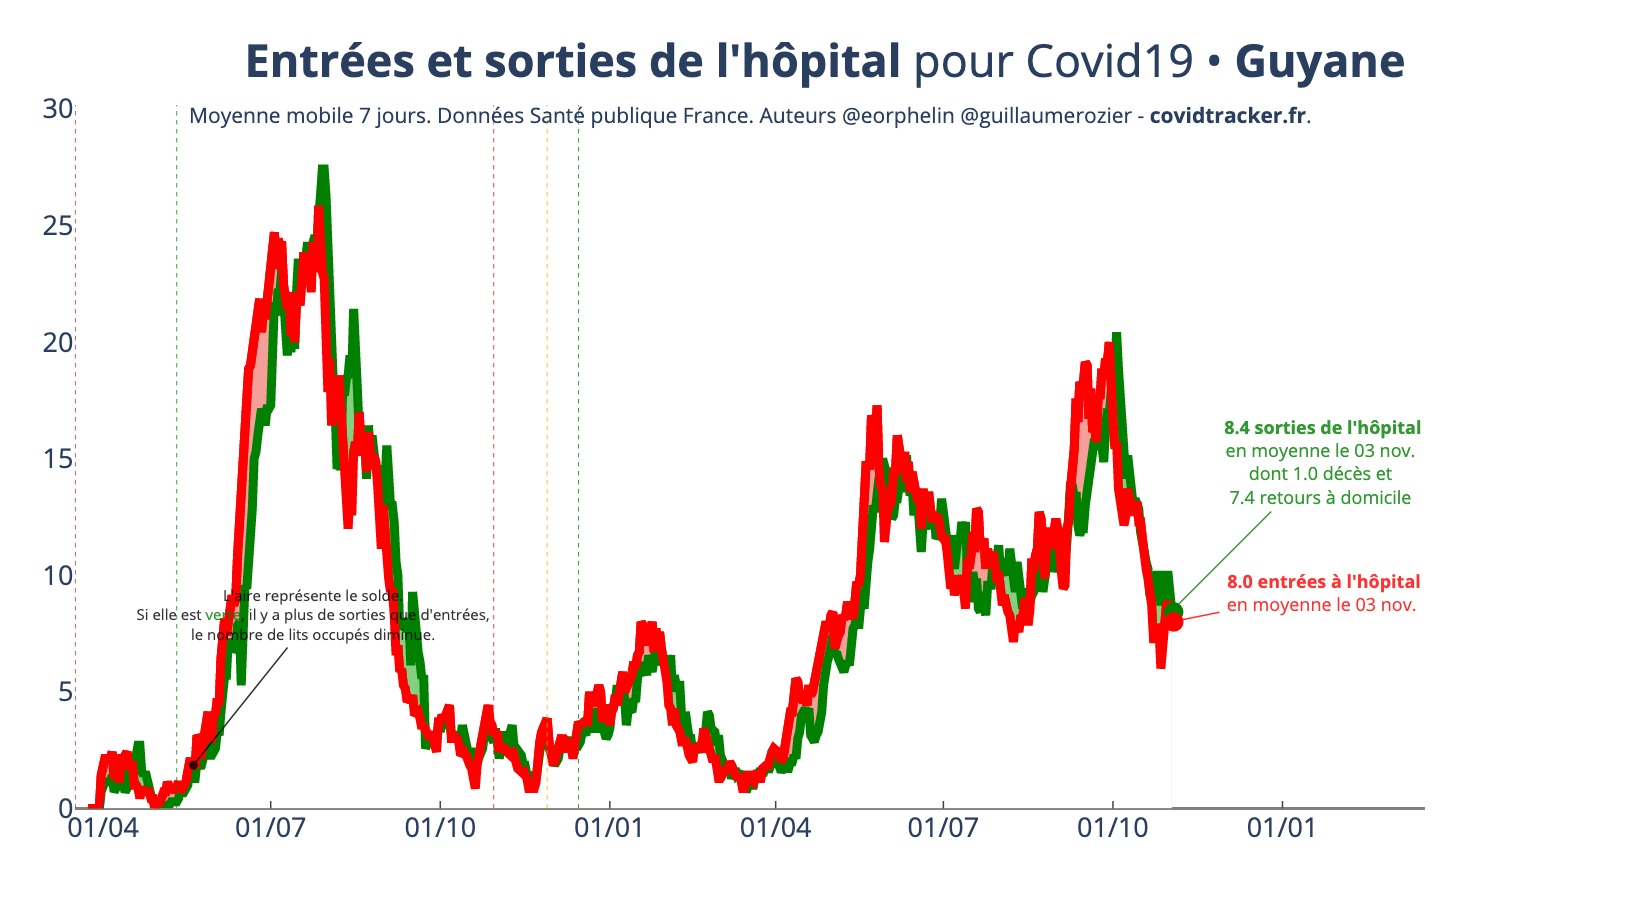 Entrées et sorties de l'hôpital pour Covid19 • Guyane
Moyenne mobile 7 jours. Données Santé publique France. Auteurs @eorphelin @guillaumerozier - covidtracker.fr.
30
25
20
15
10
5
0
L'aire représente le solde.
Si elle est verte, il y a plus de sorties que d'entrées,
le nombre de lits occupés diminue.
8.4 sorties de l'hôpital
en moyenne le 03 nov.
dont 1.0 décès et
7.4 retours à domicile
8.0 entrées à l'hôpital
en moyenne le 03 nov.
01/04 01/07 01/10 01/01 01/04 01/07 01/10 01/01